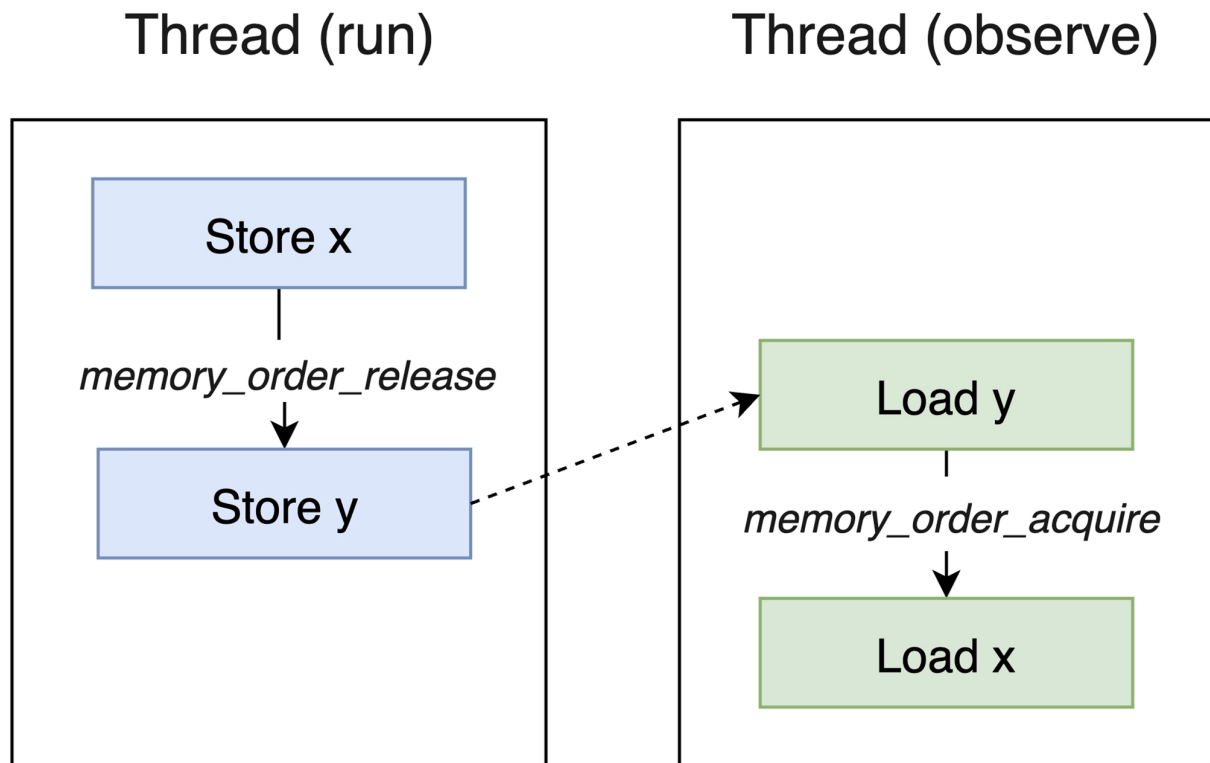 Thread (run)
Store x
memory_order_release
Store y
Thread (observe)
Load y
memory_order_acquire
Load x